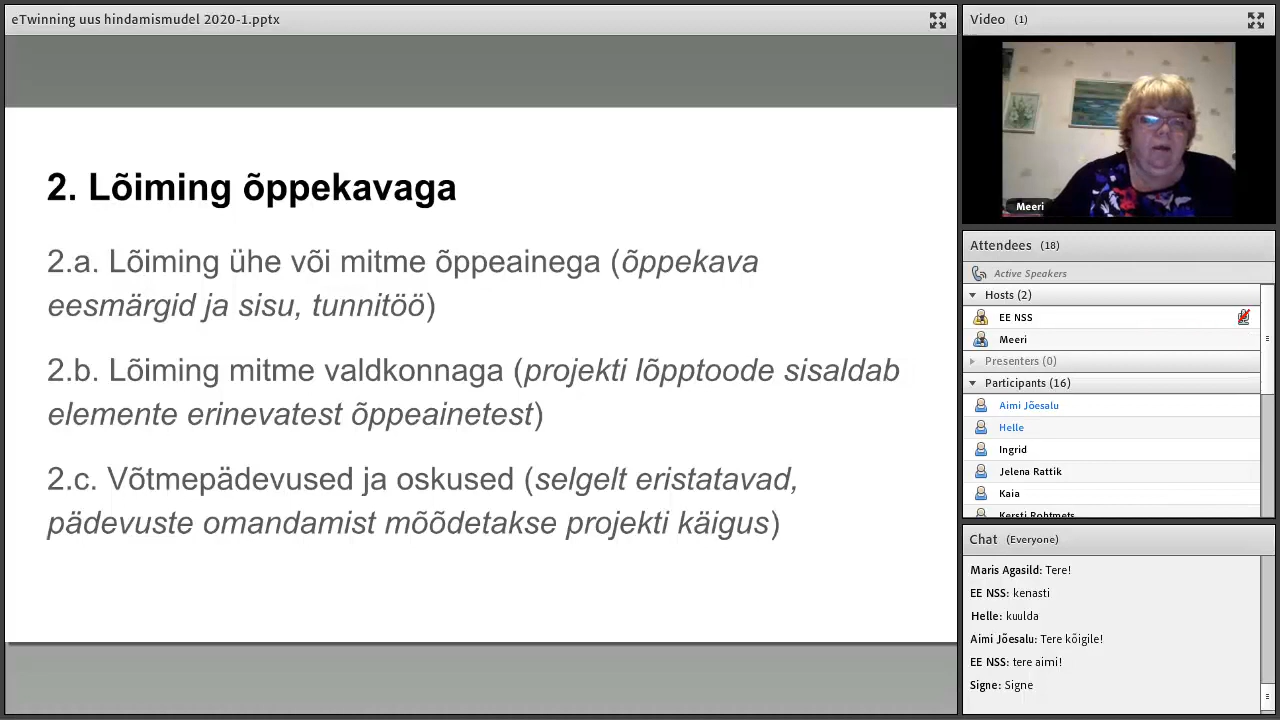 eTwinning uus hindamismudel 2020-1.pptx
2. Lõiming õppekavaga
2.a. Lõiming ühe või mitme õppeainega (õppekava
eesmärgid ja sisu, tunnitöö)
2.b. Lõiming mitme valdkonnaga (projekti lõpptoode sisaldab
elemente erinevatest õppeainetest)
2.c. Võtmepädevused ja oskused (selgelt eristatavad,
pädevuste omandamist mõõdetakse projekti käigus)
Video (1)
Meeri
Attendees (18)
Active Speakers
Hosts (2)
EE NSS
Meeri
Presenters (0)
Participants (16)
Aimi Jõesalu
Helle
Ingrid
Jelena Rattik
Kaia
Kersti Rohtmets
Chat (Everyone)
Maris Agasild: Tere!
EE NSS: kenasti
Helle: kuulda
Aimi Jõesalu: Tere kõigile!
EE NSS: tere aimi!
Signe: Signe